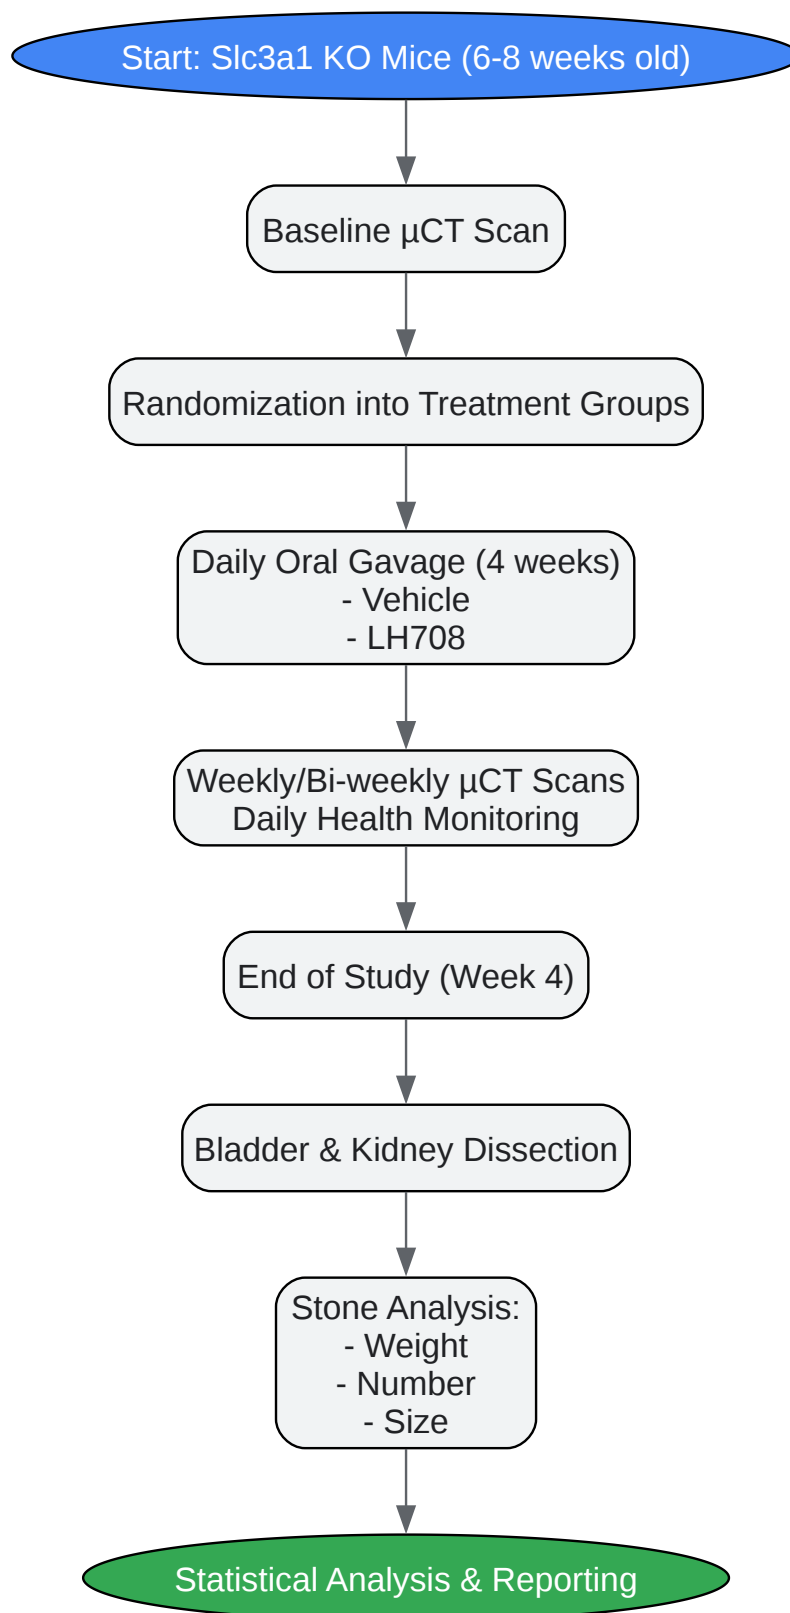 Start: Slc3a1 KO Mice (6-8 weeks old)
Baseline µCT Scan
Randomization into Treatment Groups
Daily Oral Gavage (4 weeks)
- Vehicle
- LH708
Weekly/Bi-weekly µCT Scans
Daily Health Monitoring
End of Study (Week 4)
Bladder & Kidney Dissection
Stone Analysis:
- Weight
- Number
- Size
Statistical Analysis & Reporting